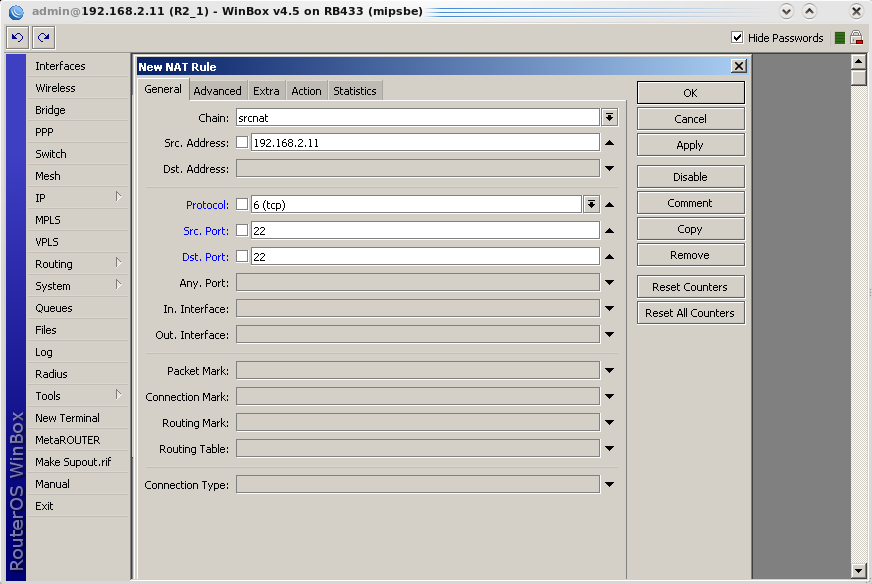 admin@192.168.2.11 (R2_1) - WinBox v4.5 on RB433 (mipsbe)
Hide Passwords
Interfaces
Wireless
Bridge
PPP
Switch
Mesh
IP
MPLS
VPLS
Routing
System
Queues
Files
Log
Radius
Tools
New Terminal
MetaROUTER
Make Supout.rif
Manual
Exit
RouterOS WinBox
New NAT Rule
General Advanced Extra Action Statistics
Chain: srcnat
Src. Address: 192.168.2.11
Dst. Address:
Protocol: 6 (tcp)
Src. Port: 22
Dst. Port: 22
Any. Port:
In. Interface:
Out. Interface:
Packet Mark:
Connection Mark:
Routing Mark:
Routing Table:
Connection Type:
OK
Cancel
Apply
Disable
Comment
Copy
Remove
Reset Counters
Reset All Counters